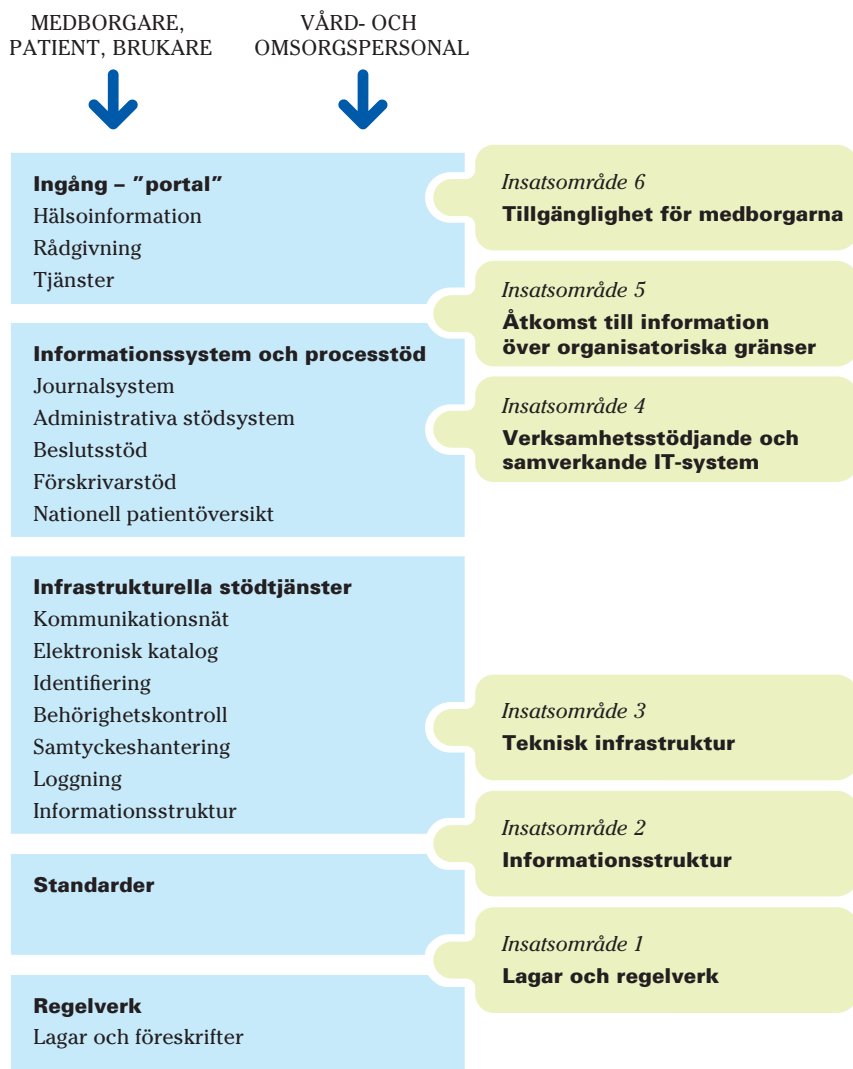 MEDBORGARE,
PATIENT, BRUKARE
VÅRD- OCH
OMSORGSPERSONAL
Ingång – ”portal”
Hälsoinformation
Rådgivning
Tjänster
Informationssystem och processtöd
Journalsystem
Administrativa stödsystem
Beslutsstöd
Förskrivarstöd
Nationell patientöversikt
Infrastrukturella stödtjänster
Kommunikationsnät
Elektronisk katalog
Identifiering
Behörighetskontroll
Samtyckeshantering
Loggning
Informationsstruktur
Standarder
Regelverk
Lagar och föreskrifter
Insatsområde 6
Tillgänglighet för medborgarna
Insatsområde 5
Åtkomst till information
över organisatoriska gränser
Insatsområde 4
Verksamhetsstödjande och
samverkande IT-system
Insatsområde 3
Teknisk infrastruktur
Insatsområde 2
Informationsstruktur
Insatsområde 1
Lagar och regelverk